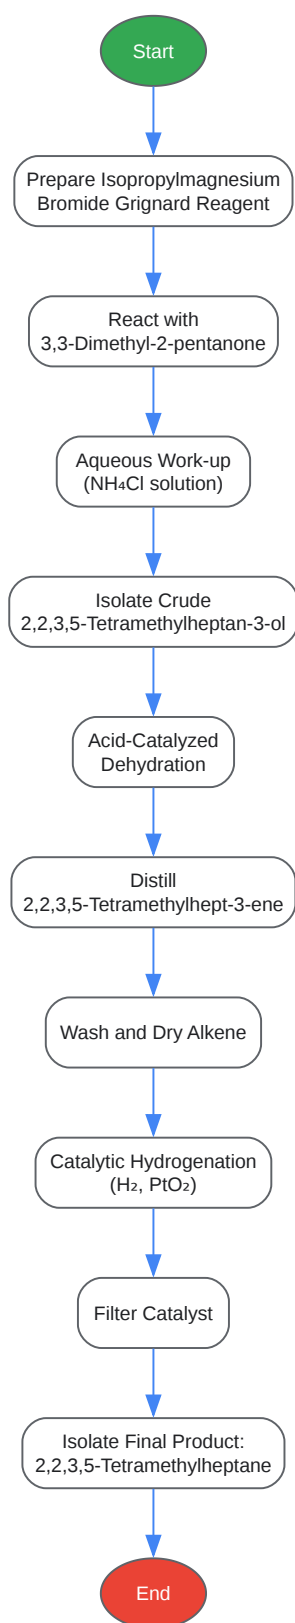 Start
Prepare Isopropylmagnesium
Bromide Grignard Reagent
React with
3,3-Dimethyl-2-pentanone
Aqueous Work-up
(NH₄Cl solution)
Isolate Crude
2,2,3,5-Tetramethylheptan-3-ol
Acid-Catalyzed
Dehydration
Distill
2,2,3,5-Tetramethylhept-3-ene
Wash and Dry Alkene
Catalytic Hydrogenation
(H₂, PtO₂)
Filter Catalyst
Isolate Final Product:
2,2,3,5-Tetramethylheptane
End